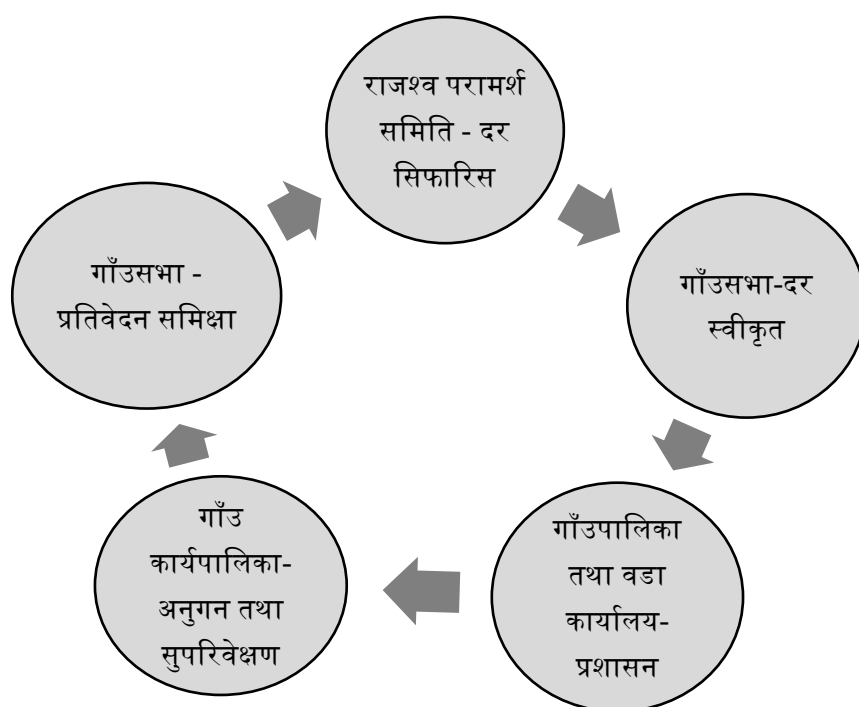 राजश्व परामर्श
समिति - दर
सिफारिस
गाँउसभा-दर
स्वीकृत
गाँउपालिका
तथा वडा
कार्यालय-
प्रशासन
गाँउ
कार्यपालिका-
अनुगन तथा
सुपरिवेक्षण
गाँउसभा -
प्रतिवेदन समिक्षा